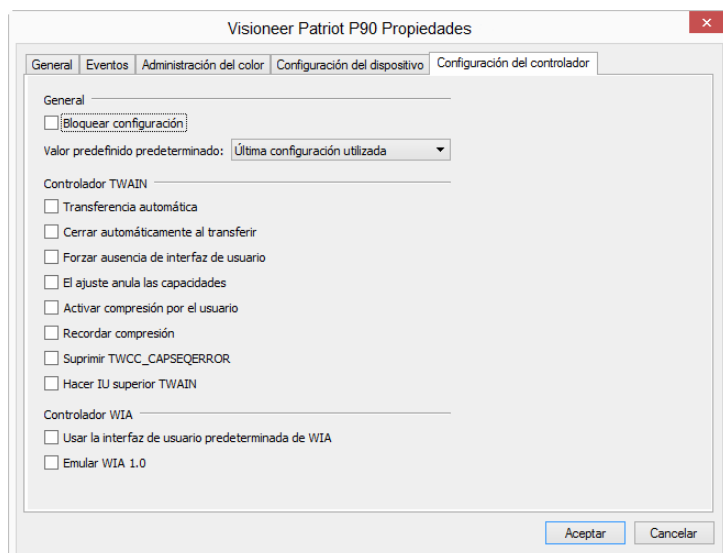 Visioneer Patriot P90 Propiedades
General Eventos Administración del color Configuración del dispositivo Configuración del controlador
General
Bloquear configuración
Valor predefinido predeterminado: Última configuración utilizada
Controlador TWAIN
Transferencia automática
Cerrar automáticamente al transferir
Forzar ausencia de interfaz de usuario
El ajuste anula las capacidades
Activar compresión por el usuario
Recordar compresión
Suprimir TWCC_CAPSEQERROR
Hacer IU superior TWAIN
Controlador WIA
Usar la interfaz de usuario predeterminada de WIA
Emular WIA 1.0
Aceptar Cancelar